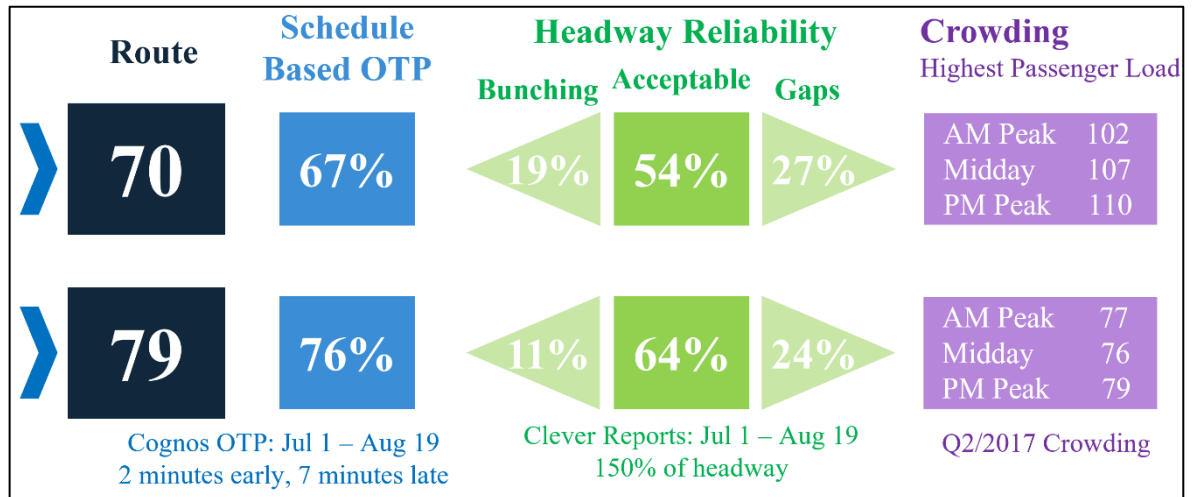 Route
Schedule
Based OTP
Headway Reliability
Bunching Acceptable Gaps
Crowding
Highest Passenger Load
70
67%
19% 54% 27%
AM Peak 102
Midday 107
PM Peak 110
79
76%
11% 64% 24%
AM Peak 77
Midday 76
PM Peak 79
Cognos OTP: Jul 1 – Aug 19
2 minutes early, 7 minutes late
Clever Reports: Jul 1 – Aug 19
150% of headway
Q2/2017 Crowding